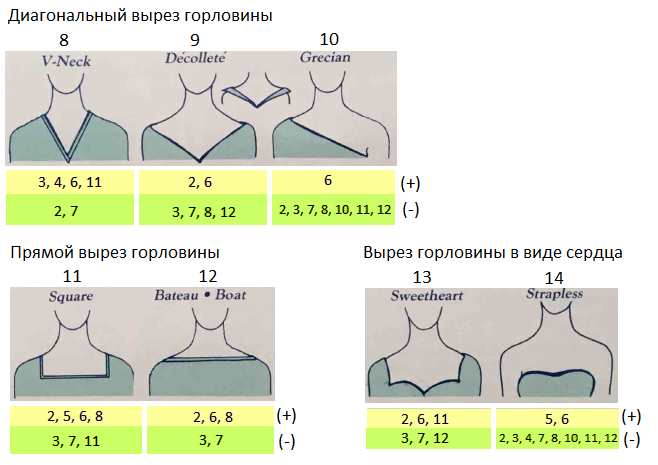 Диагональный вырез горловины
8 9 10
V-Neck Décolleté Grecian
3, 4, 6, 11 2, 6 6 (+)
2, 7 3, 7, 8, 12 2, 3, 7, 8, 10, 11, 12 (-)
Прямой вырез горловины Вырез горловины в виде сердца
11 12 13 14
Square Bateau • Boat Sweetheart Strapless
2, 5, 6, 8 2, 6, 8 (+) 2, 6, 11 5, 6 (+)
3, 7, 11 3, 7 (-) 3, 7, 12 2, 3, 4, 7, 8, 10, 11, 12 (-)